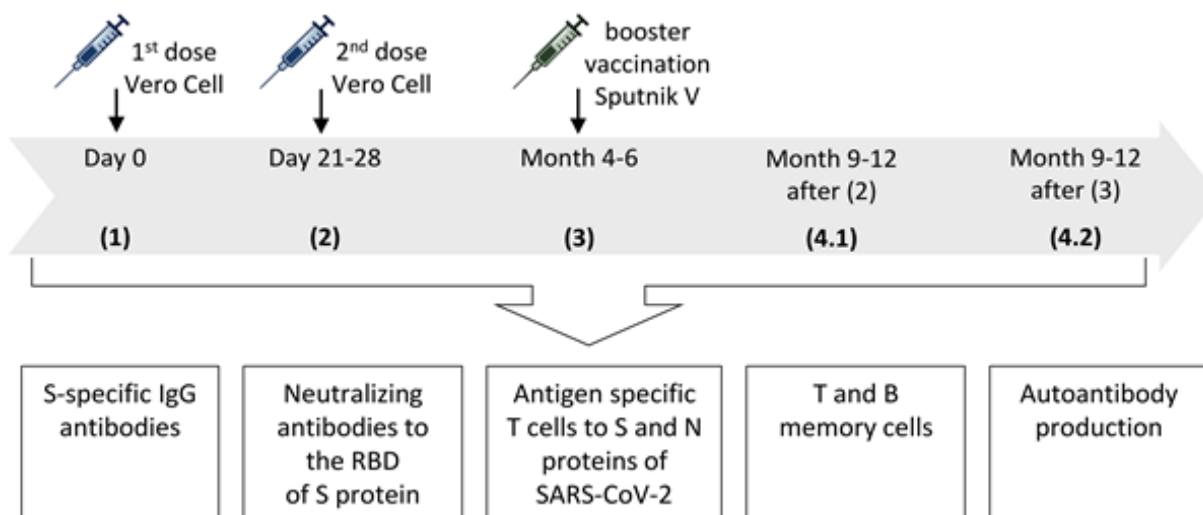 1st dose
Vero Cell
2nd dose
Vero Cell
booster
vaccination
Sputnik V
Day 0
Day 21-28
Month 4-6
Month 9-12
after (2)
Month 9-12
after (3)
(1)
(2)
(3)
(4.1)
(4.2)
S-specific IgG
antibodies
Neutralizing
antibodies to
the RBD
of S protein
Antigen specific
T cells to S and N
proteins of
SARS-CoV-2
T and B
memory cells
Autoantibody
production